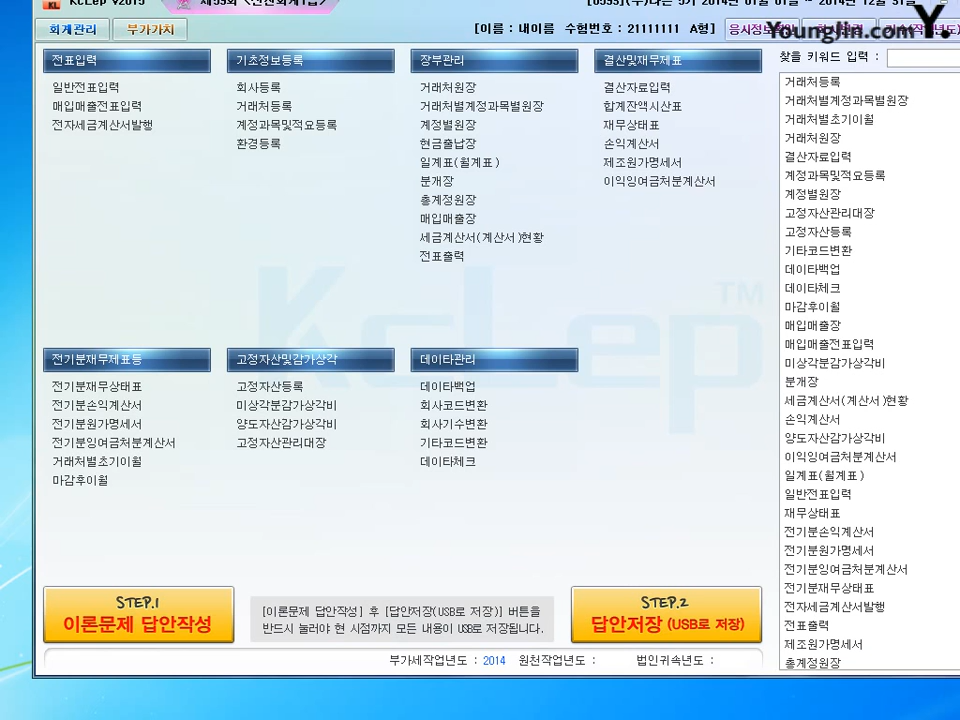 KcLep v2015
회계관리 부가가치 [이름 : 내이름 수험번호 : 21111111 A형]
Younglin.com Y.
찾을 키워드 입력 :
전표입력
일반전표입력
매입매출전표입력
전자세금계산서발행
기초정보등록
회사등록
거래처등록
계정과목및적요등록
환경등록
장부관리
거래처원장
거래처별계정과목별원장
계정별원장
현금출납장
일계표(월계표)
분개장
총계정원장
매입매출장
세금계산서(계산서)현황
전표출력
결산및재무제표
결산자료입력
합계잔액시산표
재무상태표
손익계산서
제조원가명세서
이익잉여금처분계산서
전기분재무제표등
전기분재무상태표
전기분손익계산서
전기분원가명세서
전기분잉여금처분계산서
거래처별초기이월
마감후이월
고정자산및감가상각
고정자산등록
미상각분감가상각비
양도자산감가상각비
고정자산관리대장
데이타관리
데이타백업
회사코드변환
회사기수변환
기타코드변환
데이타체크
KcLep TM
거래처등록
거래처별계정과목별원장
거래처별초기이월
거래처원장
결산자료입력
계정과목및적요등록
계정별원장
고정자산관리대장
고정자산등록
기타코드변환
데이타백업
데이타체크
마감후이월
매입매출장
매입매출전표입력
미상각분감가상각비
분개장
세금계산서(계산서)현황
손익계산서
양도자산감가상각비
이익잉여금처분계산서
일계표(월계표)
일반전표입력
재무상태표
전기분손익계산서
전기분원가명세서
전기분잉여금처분계산서
전기분재무상태표
전자세금계산서발행
전표출력
제조원가명세서
총계정원장
STEP.1
이론문제 답안작성
[이론문제 답안작성] 후 [답안저장(USB로 저장)] 버튼을
반드시 눌러야 현 시점까지 모든 내용이 USB로 저장됩니다.
STEP.2
답안저장 (USB로 저장)
부가세작업년도 : 2014 원천작업년도 : 법인귀속년도 :